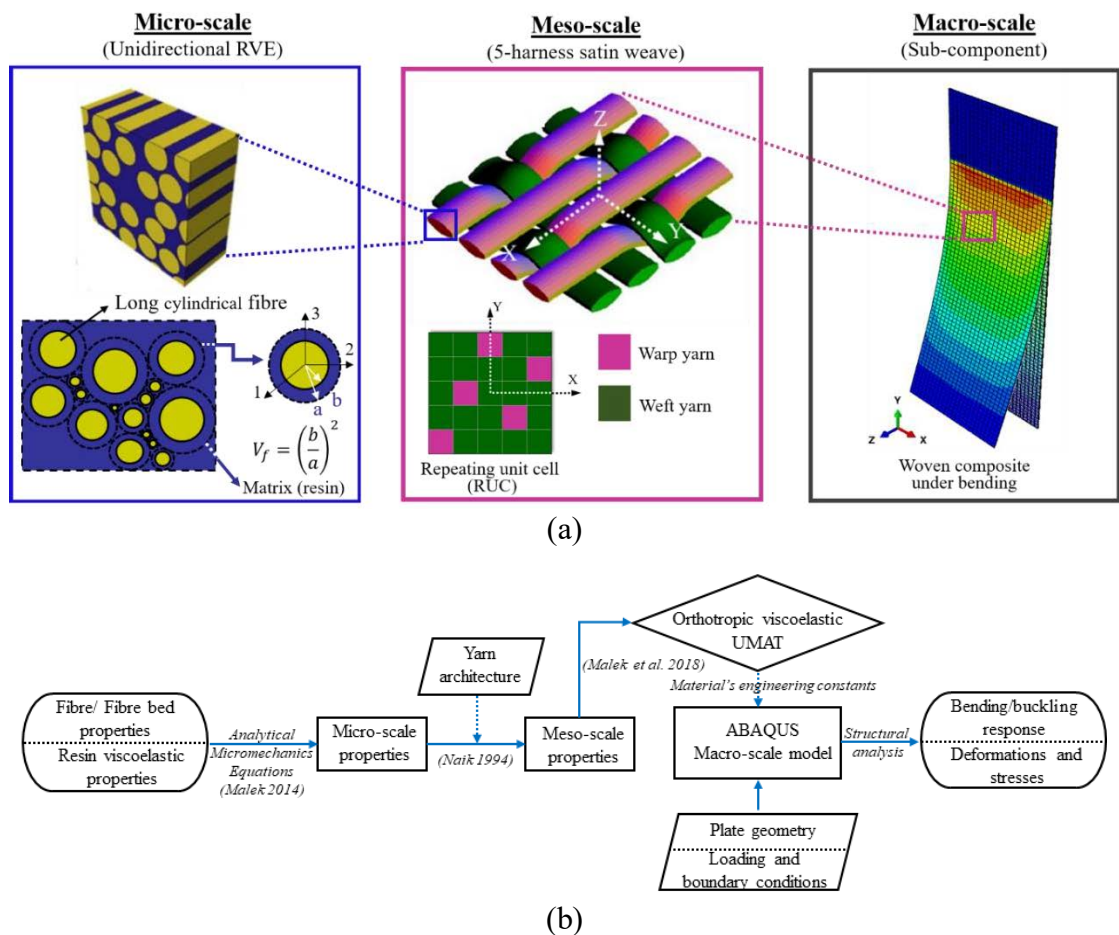 Micro-scale
(Unidirectional RVE)
Meso-scale
(5-harness satin weave)
Macro-scale
(Sub-component)
Z
X
Y
Long cylindrical fibre
3
2
1
b
a
V_f = (b/a)^2
Matrix (resin)
Y
X
Warp yarn
Weft yarn
Repeating unit cell
(RUC)
Y
Z
X
Woven composite
under bending
(a)
Orthotropic viscoelastic
UMAT
Yarn
architecture
(Malek et al. 2018)
Material's engineering constants
Fibre/ Fibre bed
properties
Resin viscoelastic
properties
Analytical
Micromechanics
Equations
(Malek 2014)
Micro-scale
properties
(Naik 1994)
Meso-scale
properties
ABAQUS
Macro-scale model
Structural
analysis
Bending/buckling
response
Deformations and
stresses
Plate geometry
Loading and
boundary conditions
(b)